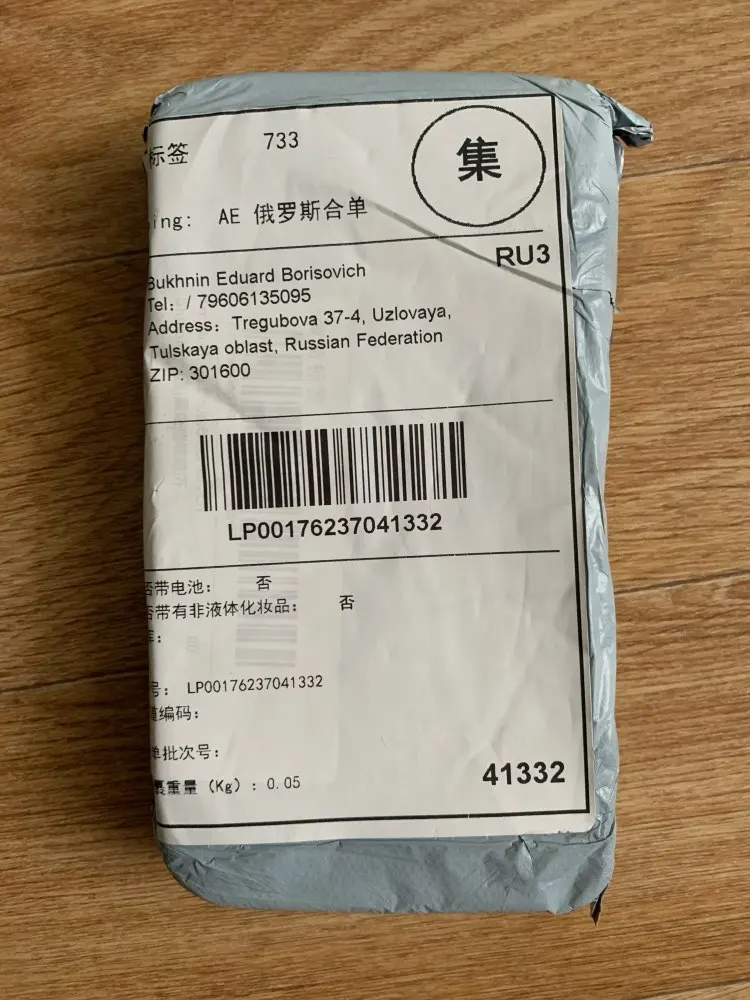 标签 733
集
ing: AE 俄罗斯合单
RU3
Bukhnin Eduard Borisovich
Tel: / 79606135095
Address: Tregubova 37-4, Uzlovaya,
Tulskaya oblast, Russian Federation
ZIP: 301600
LP00176237041332
否带电池: 否
否带有非液体化妆品: 否
库:
号: LP00176237041332
道编码:
单批次号:
裹重量 (Kg) : 0.05
41332